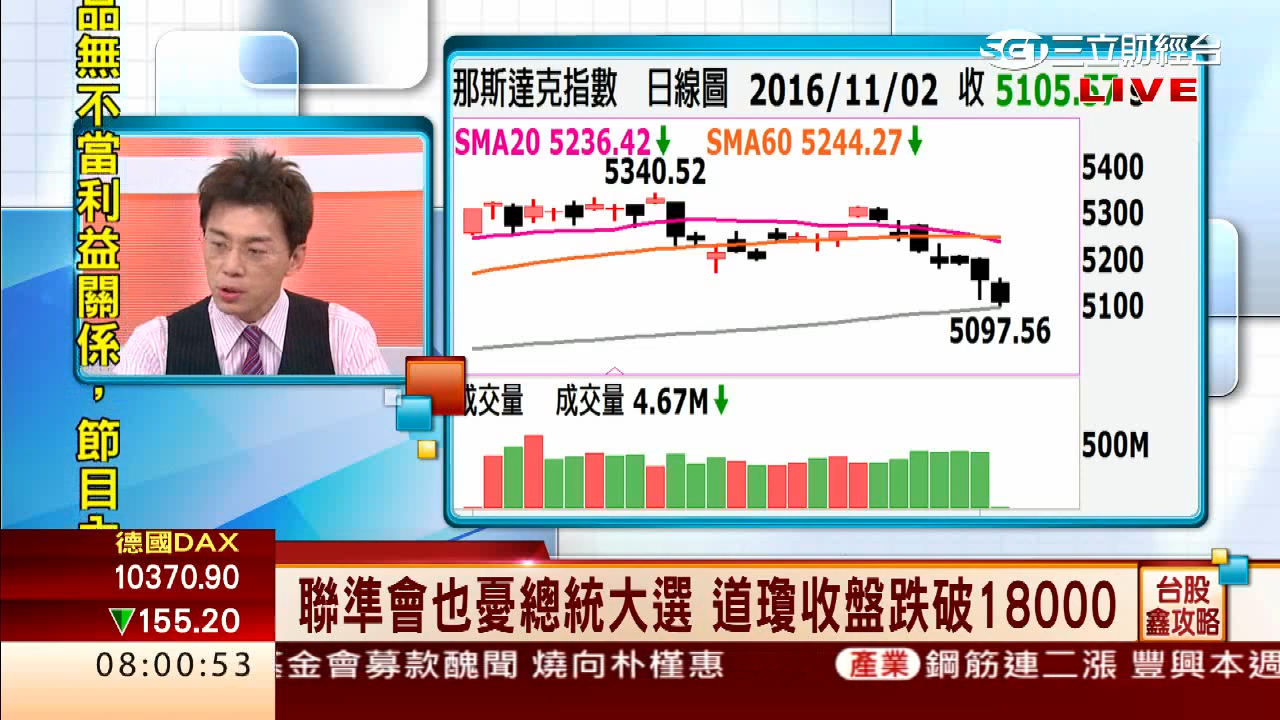 品無不當利益關係，節目
SET 三立財經台
LIVE
那斯達克指數 日線圖 2016/11/02 收 5105.57
SMA20 5236.42↓ SMA60 5244.27↓
5340.52
5400
5300
5200
5100
5097.56
成交量 成交量 4.67M↓
500M
德國DAX
10370.90
▼155.20
聯準會也憂總統大選 道瓊收盤跌破18000
台股
鑫攻略
08:00:53
基金會募款醜聞 燒向朴槿惠 產業 鋼筋連二漲 豐興本週